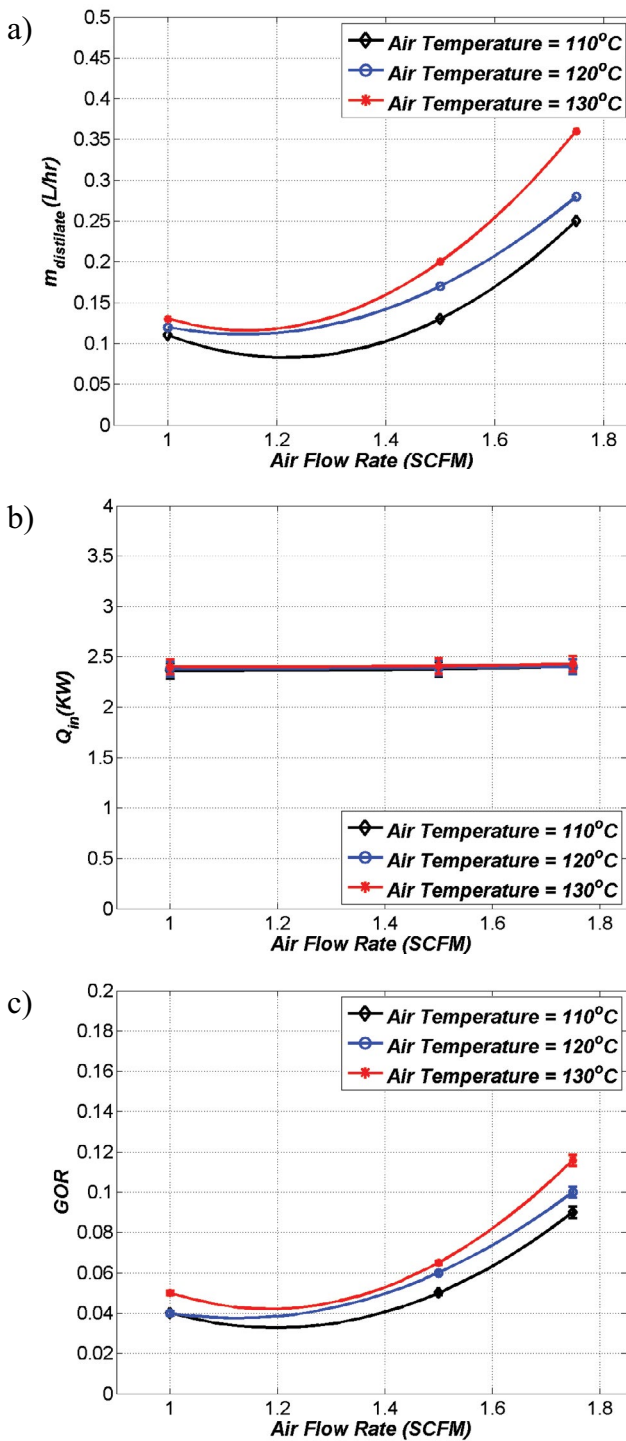 a)
0.5
0.45
0.4
0.35
0.3
0.25
0.2
0.15
0.1
0.05
0
m_distilate (L/hr)
Air Temperature = 110°C
Air Temperature = 120°C
Air Temperature = 130°C
1 1.2 1.4 1.6 1.8
Air Flow Rate (SCFM)
b)
4
3.5
3
2.5
2
1.5
1
0.5
0
Q_in (KW)
Air Temperature = 110°C
Air Temperature = 120°C
Air Temperature = 130°C
1 1.2 1.4 1.6 1.8
Air Flow Rate (SCFM)
c)
0.2
0.18
0.16
0.14
0.12
0.1
0.08
0.06
0.04
0.02
0
GOR
Air Temperature = 110°C
Air Temperature = 120°C
Air Temperature = 130°C
1 1.2 1.4 1.6 1.8
Air Flow Rate (SCFM)